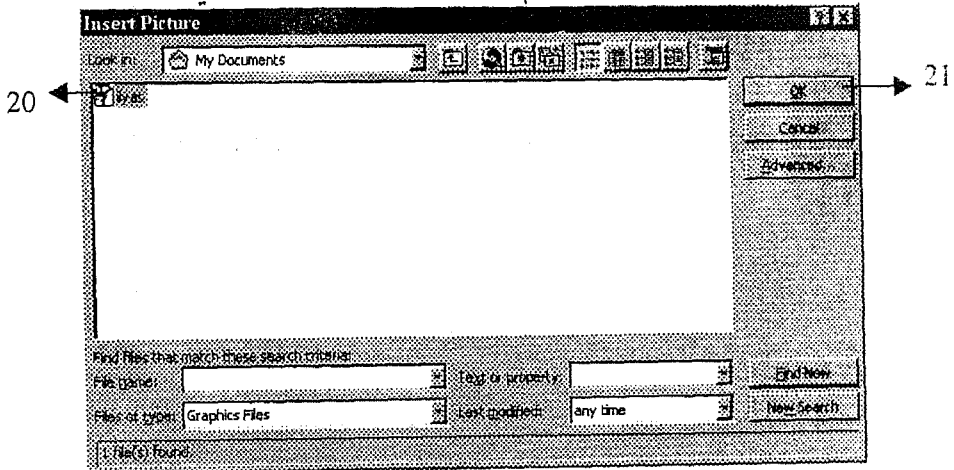 Insert Picture
Look in: My Documents
20
21
OK
Cancel
Advanced...
Find files that match these search criteria:
File name:
Text or property:
Find Now
Files of type: Graphics Files
Last modified: any time
New Search
1 file(s) found.